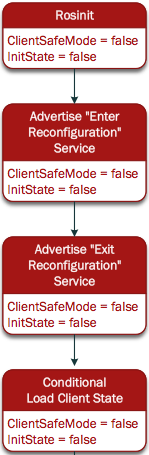 Rosinit
ClientSafeMode = false
InitState = false
Advertise "Enter
Reconfiguration"
Service
ClientSafeMode = false
InitState = false
Advertise "Exit
Reconfiguration"
Service
ClientSafeMode = false
InitState = false
Conditional
Load Client State
ClientSafeMode = false
InitState = false